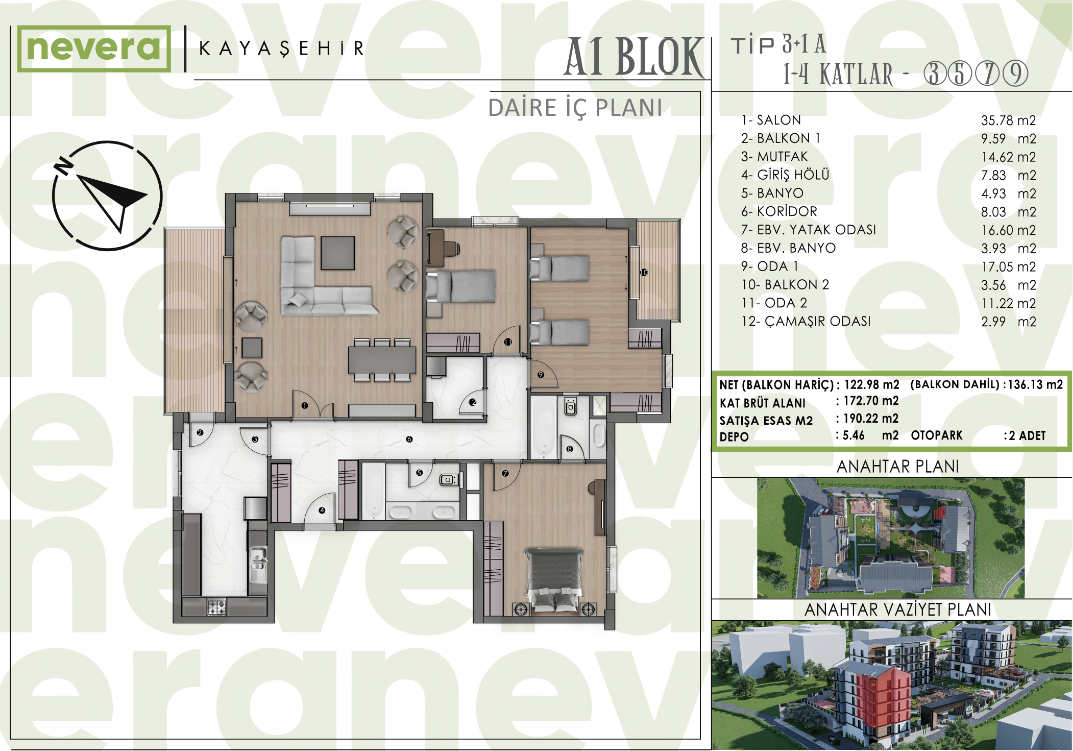 nevera
KAYAŞEHİR
A1 BLOK
DAİRE İÇ PLANI
TİP 3+1 A
1-4 KATLAR - ③⑤⑦⑨
N
1- SALON 35.78 m2
2- BALKON 1 9.59 m2
3- MUTFAK 14.62 m2
4- GİRİŞ HÖLÜ 7.83 m2
5- BANYO 4.93 m2
6- KORİDOR 8.03 m2
7- EBV. YATAK ODASI 16.60 m2
8- EBV. BANYO 3.93 m2
9- ODA 1 17.05 m2
10- BALKON 2 3.56 m2
11- ODA 2 11.22 m2
12- ÇAMAŞIR ODASI 2.99 m2
NET (BALKON HARİÇ) : 122.98 m2 (BALKON DAHİL) : 136.13 m2
KAT BRÜT ALANI : 172.70 m2
SATIŞA ESAS M2 : 190.22 m2
DEPO : 5.46 m2 OTOPARK : 2 ADET
ANAHTAR PLANI
ANAHTAR VAZİYET PLANI
10
11
9
1
2
3
6
8
5
7
4